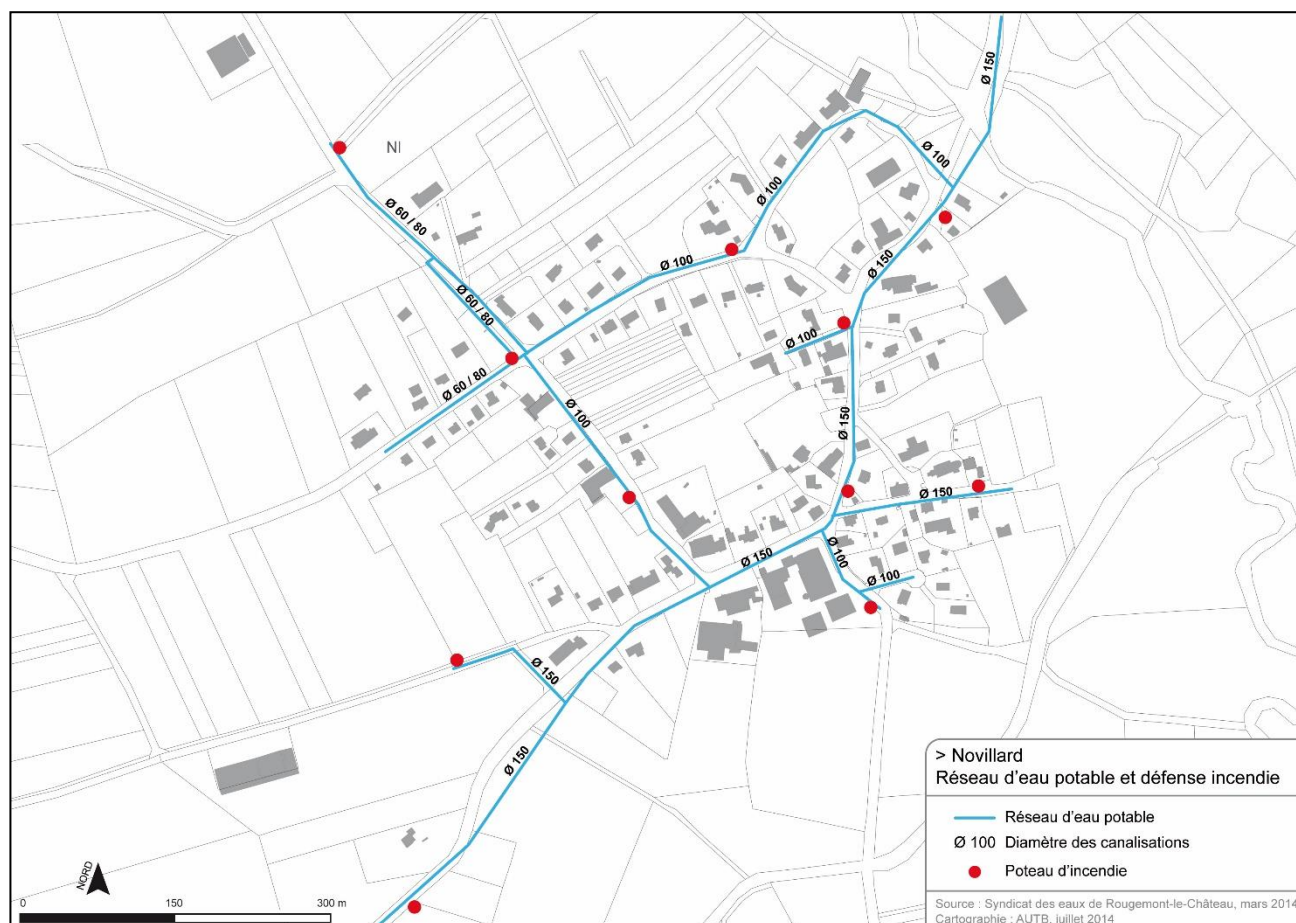 Ø 150
NI
Ø 100
Ø 60 / 80
Ø 100
Ø 100
Ø 150
Ø 60 / 80
Ø 100
Ø 60 / 80
Ø 100
Ø 150
Ø 150
Ø 150
Ø 100
Ø 100
Ø 150
Ø 150
> Novillard
Réseau d'eau potable et défense incendie
Réseau d'eau potable
Ø 100 Diamètre des canalisations
Poteau d'incendie
Source : Syndicat des eaux de Rougemont-le-Château, mars 2014
Cartographie : AUTB, juillet 2014
NORD
0 150 300 m